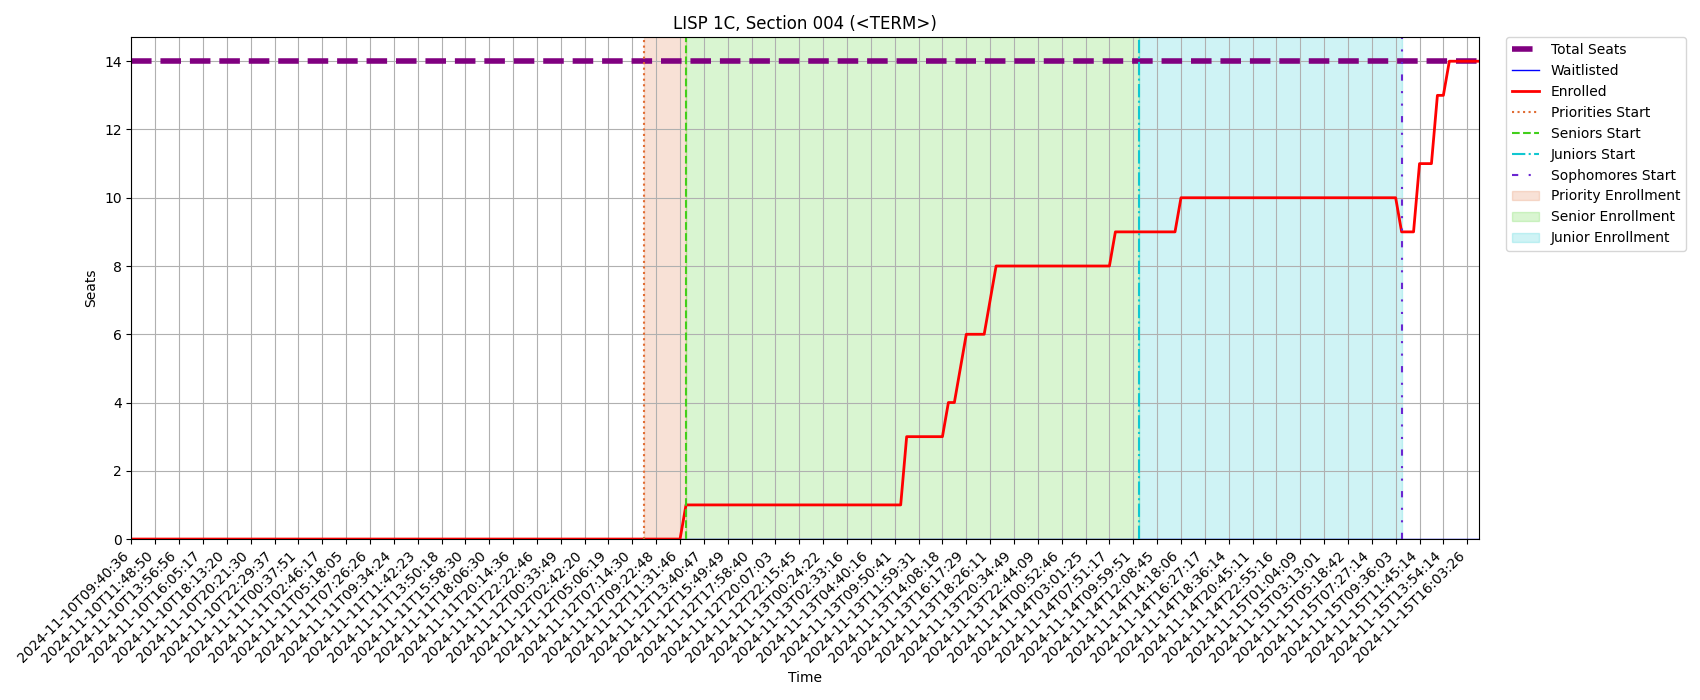 LISP 1C, Section 004 (<TERM>)
Total Seats
Waitlisted
Enrolled
Priorities Start
Seniors Start
Juniors Start
Sophomores Start
Priority Enrollment
Senior Enrollment
Junior Enrollment
Seats
14
12
10
8
6
4
2
0
2024-11-10T09:40:36
2024-11-10T11:48:50
2024-11-10T13:56:56
2024-11-10T16:05:17
2024-11-10T18:13:20
2024-11-10T20:21:30
2024-11-10T22:29:37
2024-11-11T00:37:51
2024-11-11T02:46:17
2024-11-11T05:18:05
2024-11-11T07:26:26
2024-11-11T09:34:24
2024-11-11T11:42:23
2024-11-11T13:50:18
2024-11-11T15:58:30
2024-11-11T18:06:30
2024-11-11T20:14:36
2024-11-11T22:22:46
2024-11-12T00:33:49
2024-11-12T02:42:20
2024-11-12T05:06:19
2024-11-12T07:14:30
2024-11-12T09:22:48
2024-11-12T11:31:46
2024-11-12T13:40:47
2024-11-12T15:49:49
2024-11-12T17:58:40
2024-11-12T20:07:03
2024-11-12T22:15:45
2024-11-13T00:24:22
2024-11-13T02:33:16
2024-11-13T04:40:16
2024-11-13T09:50:41
2024-11-13T11:59:31
2024-11-13T14:08:18
2024-11-13T16:17:29
2024-11-13T18:26:11
2024-11-13T20:34:49
2024-11-13T22:44:09
2024-11-14T00:52:46
2024-11-14T03:01:25
2024-11-14T07:51:17
2024-11-14T09:59:51
2024-11-14T12:08:45
2024-11-14T14:18:06
2024-11-14T16:27:17
2024-11-14T18:36:14
2024-11-14T20:45:11
2024-11-14T22:55:16
2024-11-15T01:04:09
2024-11-15T03:13:01
2024-11-15T05:18:42
2024-11-15T07:27:14
2024-11-15T09:36:03
2024-11-15T11:45:14
2024-11-15T13:54:14
2024-11-15T16:03:26
Time